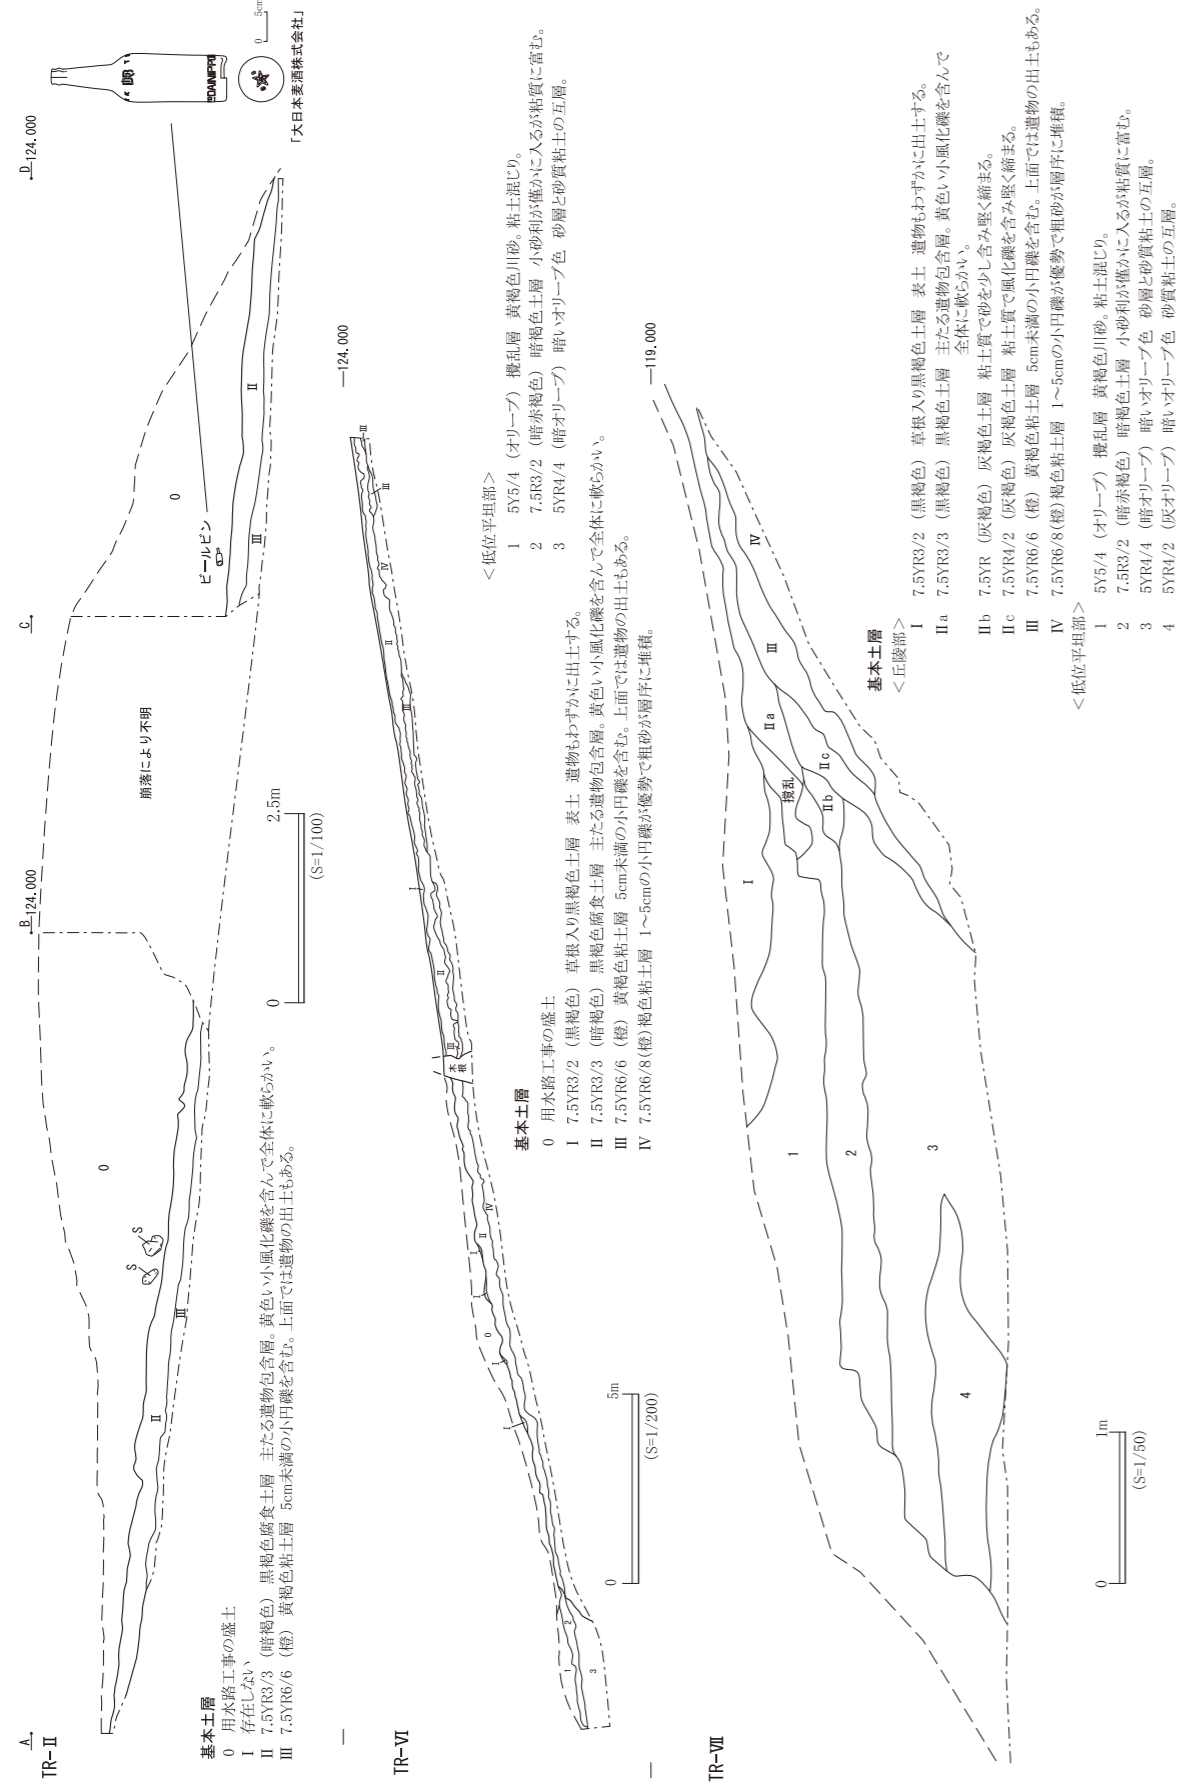 A
B 124.000
C
D 124.000
TR-Ⅱ
0
S
S
Ⅱ
Ⅲ
崩落により不明
0
ビールビン
Ⅱ
Ⅲ
DAINIPPO
0 5cm
「大日本麦酒株式会社」
0 2.5m
(S=1/100)
基本土層
0 用水路工事の盛土
Ⅰ 存在しない
Ⅱ 7.5YR3/3 (暗褐色) 黒褐色腐食土層 主たる遺物包含層。黄色い小風化礫を含んで全体に軟らかい。
Ⅲ 7.5YR6/6 (橙) 黄褐色粘土層 5cm未満の小円礫を含む。上面では遺物の出土もある。
TR-Ⅵ
124.000
1
2
3
Ⅰ
0
Ⅰ
Ⅰ
Ⅰ
Ⅱ
Ⅳ
木根
Ⅲ
Ⅱ
Ⅰ
Ⅲ
Ⅱ
Ⅳ
Ⅲ
Ⅲ
0 5m
(S=1/200)
基本土層
0 用水路工事の盛土
Ⅰ 7.5YR3/2 (黒褐色) 草根入り黒褐色土層 表土 遺物もわずかに出土する。
Ⅱ 7.5YR3/3 (暗褐色) 黒褐色腐食土層 主たる遺物包含層。黄色い小風化礫を含んで全体に軟らかい。
Ⅲ 7.5YR6/6 (橙) 黄褐色粘土層 5cm未満の小円礫を含む。上面では遺物の出土もある。
Ⅳ 7.5YR6/8(橙)褐色粘土層 1~5cmの小円礫が優勢で粗砂が層序に堆積。
<低位平坦部>
1 5Y5/4 (オリーブ) 攪乱層 黄褐色川砂。粘土混じり。
2 7.5R3/2 (暗赤褐色) 暗褐色土層 小砂利が僅かに入るが粘質に富む。
3 5YR4/4 (暗オリーブ) 暗いオリーブ色 砂層と砂質粘土の互層。
TR-Ⅶ
119.000
1
2
3
4
Ⅰ
攪乱
Ⅱa
Ⅱb
Ⅱc
Ⅲ
Ⅳ
0 1m
(S=1/50)
基本土層
<丘陵部>
Ⅰ 7.5YR3/2 (黒褐色) 草根入り黒褐色土層 表土 遺物もわずかに出土する。
Ⅱa 7.5YR3/3 (黒褐色) 黒褐色土層 主たる遺物包含層。黄色い小風化礫を含んで
全体に軟らかい。
Ⅱb 7.5YR (灰褐色) 灰褐色土層 粘土質で砂を少し含み堅く締まる。
Ⅱc 7.5YR4/2 (灰褐色) 灰褐色土層 粘土質で風化礫を含み堅く締まる。
Ⅲ 7.5YR6/6 (橙) 黄褐色粘土層 5cm未満の小円礫を含む。上面では遺物の出土もある。
Ⅳ 7.5YR6/8(橙)褐色粘土層 1~5cmの小円礫が優勢で粗砂が層序に堆積。
<低位平坦部>
1 5Y5/4 (オリーブ) 攪乱層 黄褐色川砂。粘土混じり。
2 7.5R3/2 (暗赤褐色) 暗褐色土層 小砂利が僅かに入るが粘質に富む。
3 5YR4/4 (暗オリーブ) 暗いオリーブ色 砂層と砂質粘土の互層。
4 5YR4/2 (灰オリーブ) 暗いオリーブ色 砂質粘土の互層。